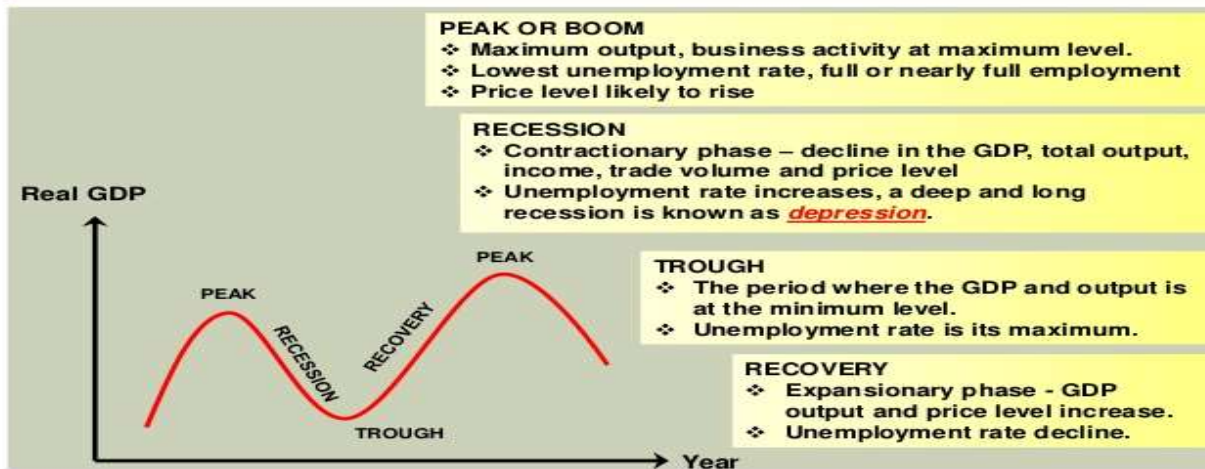 PEAK OR BOOM
❖ Maximum output, business activity at maximum level.
❖ Lowest unemployment rate, full or nearly full employment
❖ Price level likely to rise
RECESSION
❖ Contractionary phase – decline in the GDP, total output,
income, trade volume and price level
❖ Unemployment rate increases, a deep and long
recession is known as depression.
TROUGH
❖ The period where the GDP and output is
at the minimum level.
❖ Unemployment rate is its maximum.
RECOVERY
❖ Expansionary phase - GDP
output and price level increase.
❖ Unemployment rate decline.
Real GDP
PEAK
RECESSION
TROUGH
RECOVERY
PEAK
Year